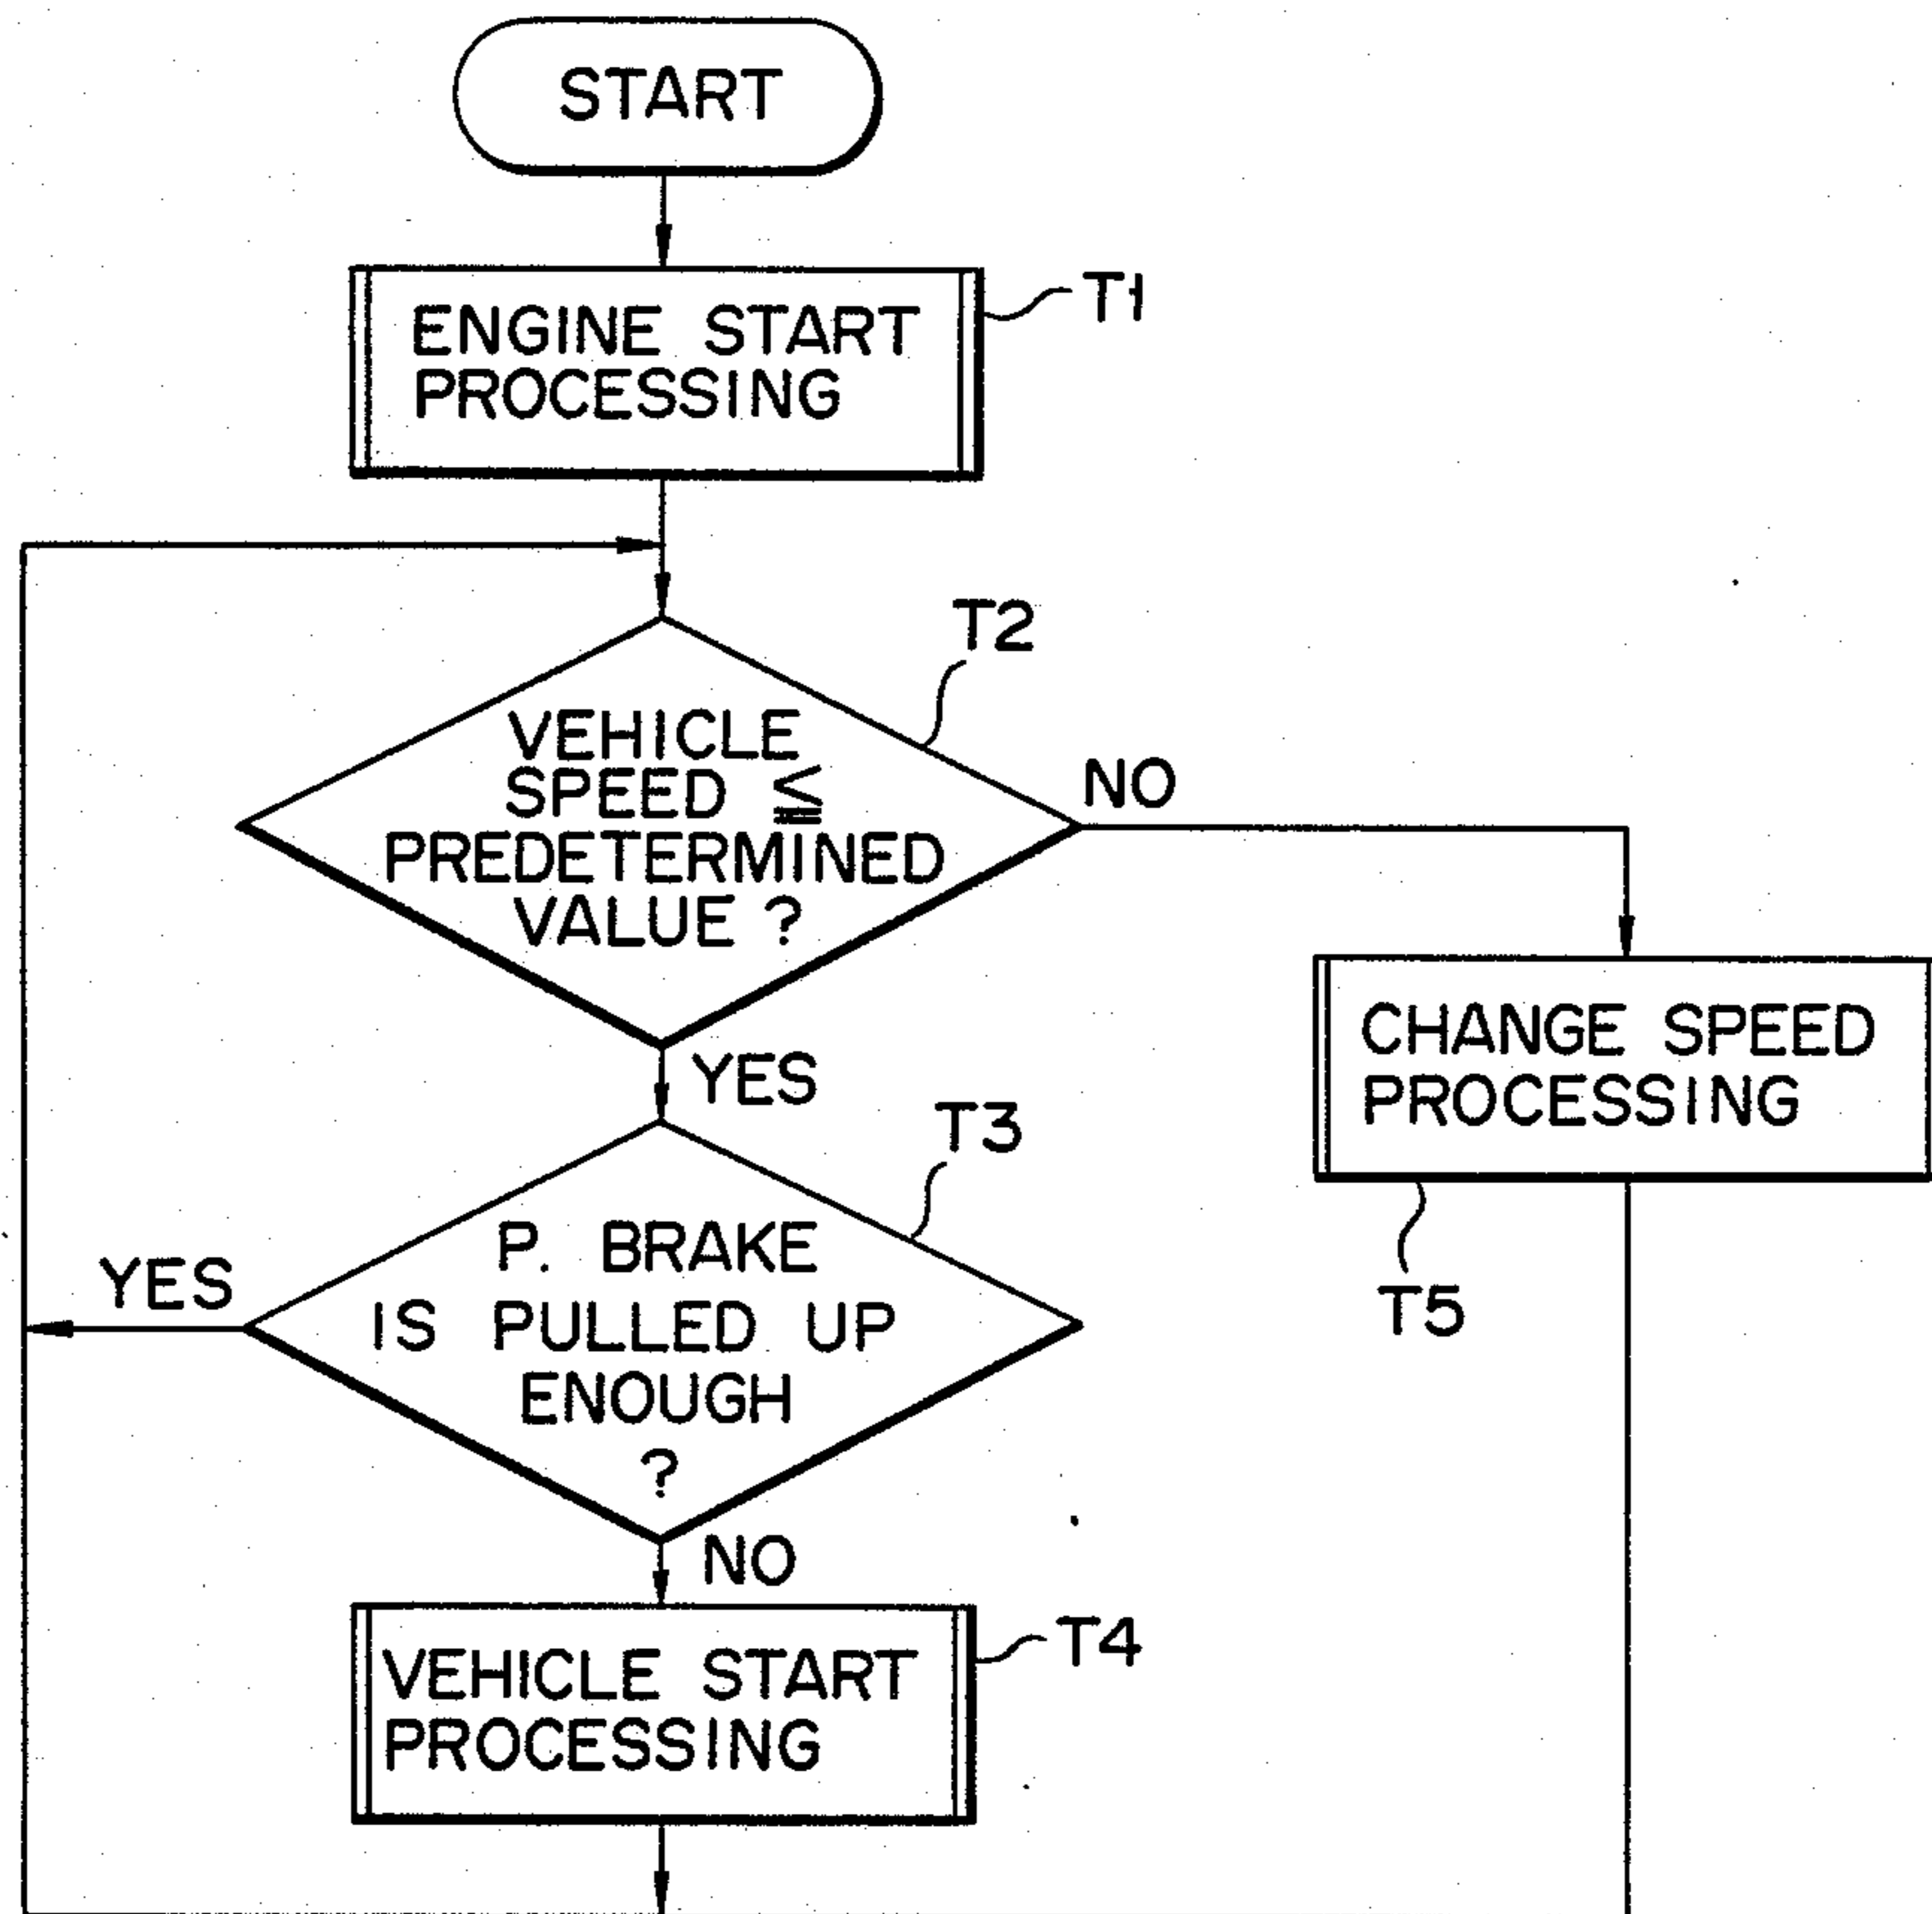 START
ENGINE START
PROCESSING
T1
T2
VEHICLE
SPEED ≦
PREDETERMINED
VALUE ?
NO
YES
CHANGE SPEED
PROCESSING
T5
T3
P. BRAKE
IS PULLED UP
ENOUGH
?
YES
NO
VEHICLE START
PROCESSING
T4